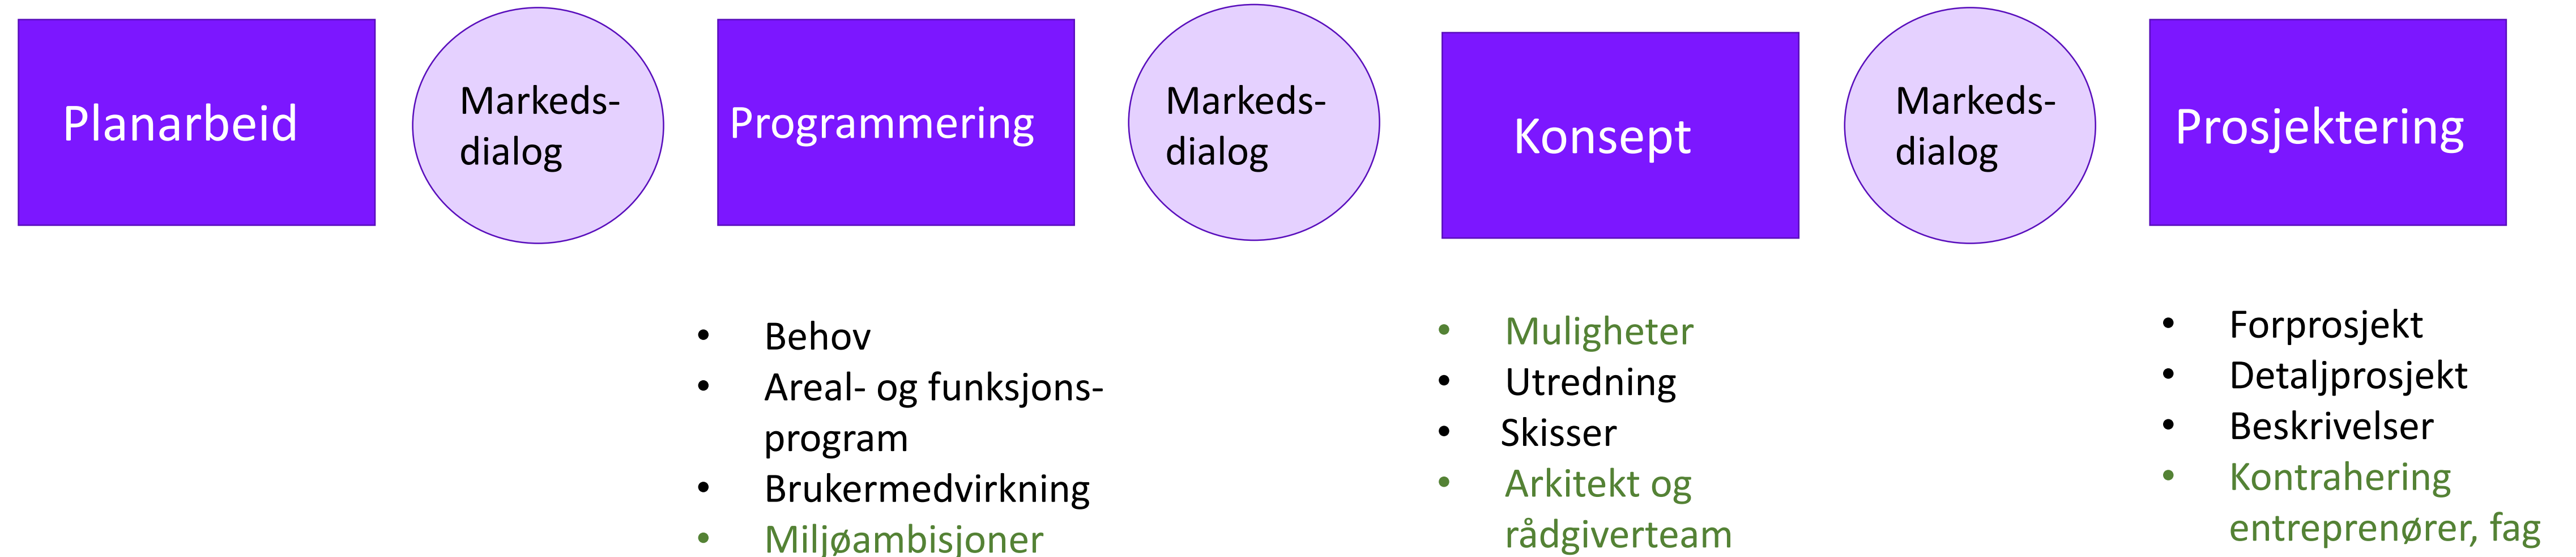 Planarbeid
Markeds-
dialog
Programmering
Markeds-
dialog
Konsept
Markeds-
dialog
Prosjektering
• Behov
• Areal- og funksjons-
program
• Brukermedvirkning
• Miljøambisjoner
• Muligheter
• Utredning
• Skisser
• Arkitekt og
rådgiverteam
• Forprosjekt
• Detaljprosjekt
• Beskrivelser
• Kontrahering
entreprenører, fag